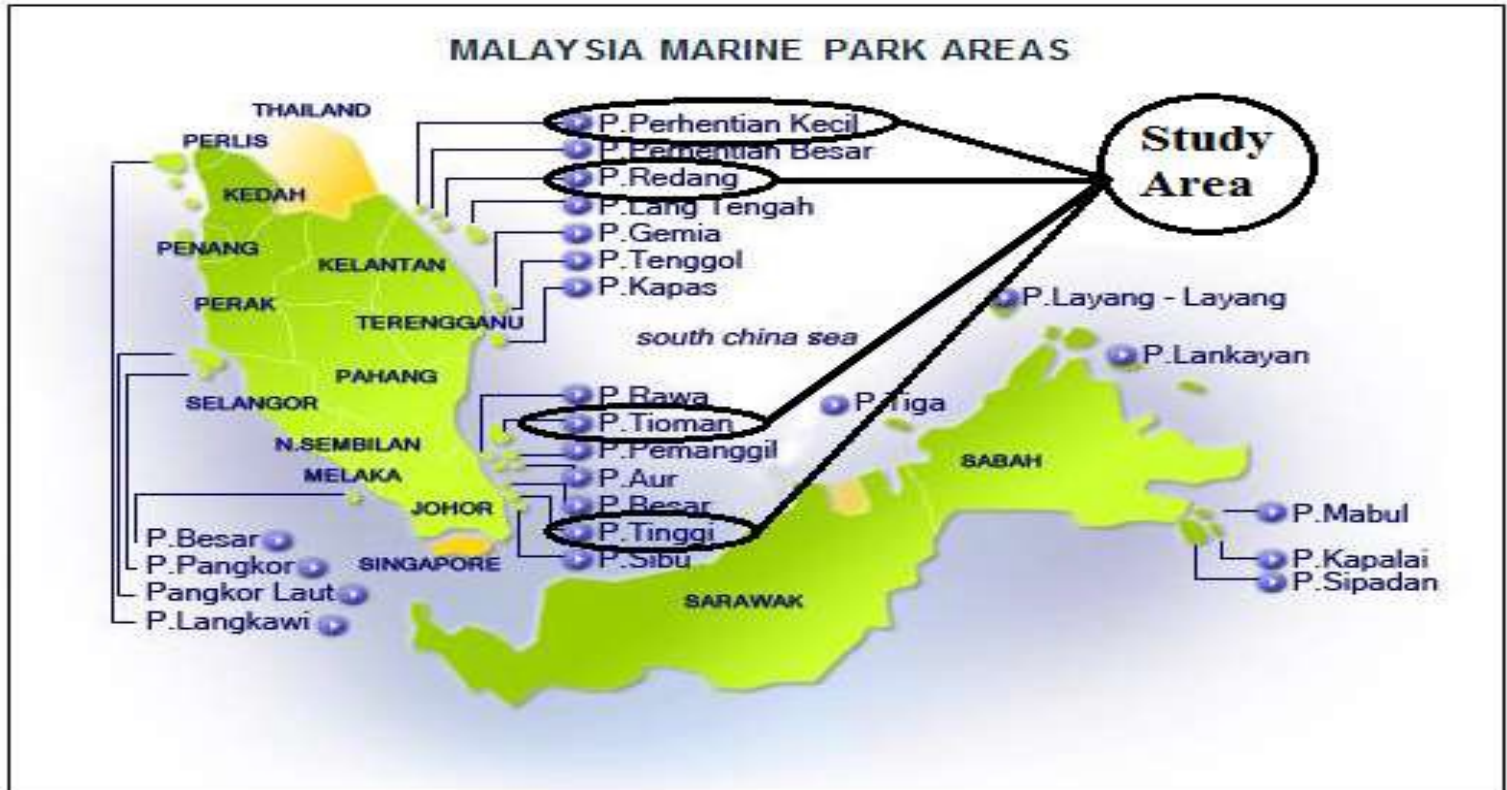 MALAYSIA MARINE PARK AREAS
THAILAND
PERLIS
KEDAH
PENANG
KELANTAN
PERAK
TERENGGANU
PAHANG
SELANGOR
N.SEMBILAN
MELAKA
JOHOR
SINGAPORE
P.Perhentian Kecil
P.Perhentian Besar
P.Redang
P.Lang Tengah
P.Gemia
P.Tenggol
P.Kapas
south china sea
P.Rawa
P.Tioman
P.Pemanggil
P.Aur
P.Besar
P.Tinggi
P.Sibu
P.Besar
P.Pangkor
Pangkor Laut
P.Langkawi
Study
Area
P.Layang - Layang
P.Lankayan
P.Tiga
SABAH
SARAWAK
P.Mabul
P.Kapalai
P.Sipadan